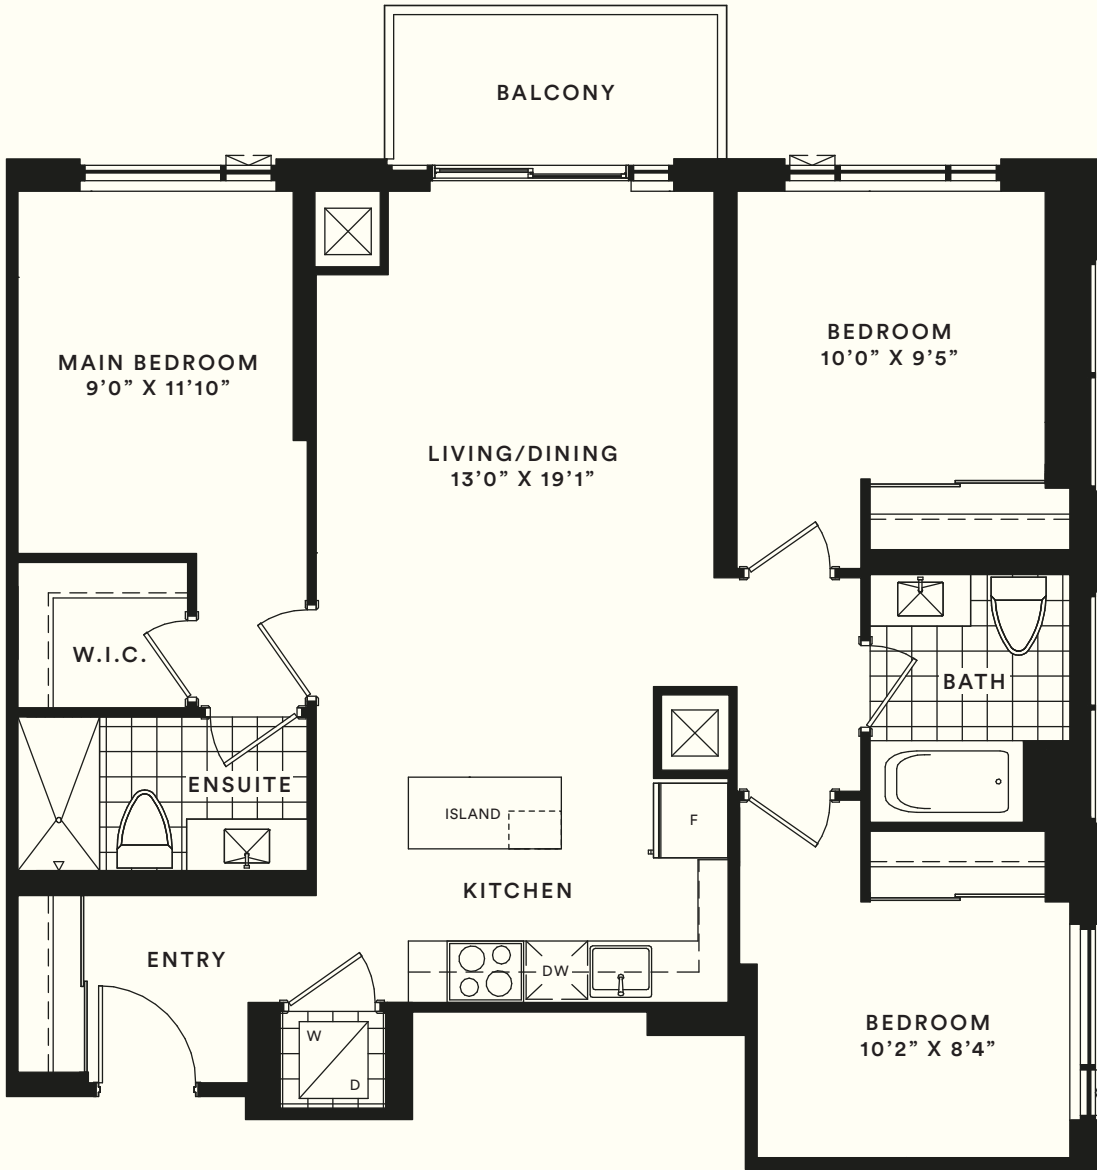 BALCONY
MAIN BEDROOM
9’0” X 11’10”
BEDROOM
10’0” X 9’5”
LIVING/DINING
13’0” X 19’1”
W.I.C.
BATH
ENSUITE
ISLAND
F
KITCHEN
ENTRY
DW
W
D
BEDROOM
10’2” X 8’4”